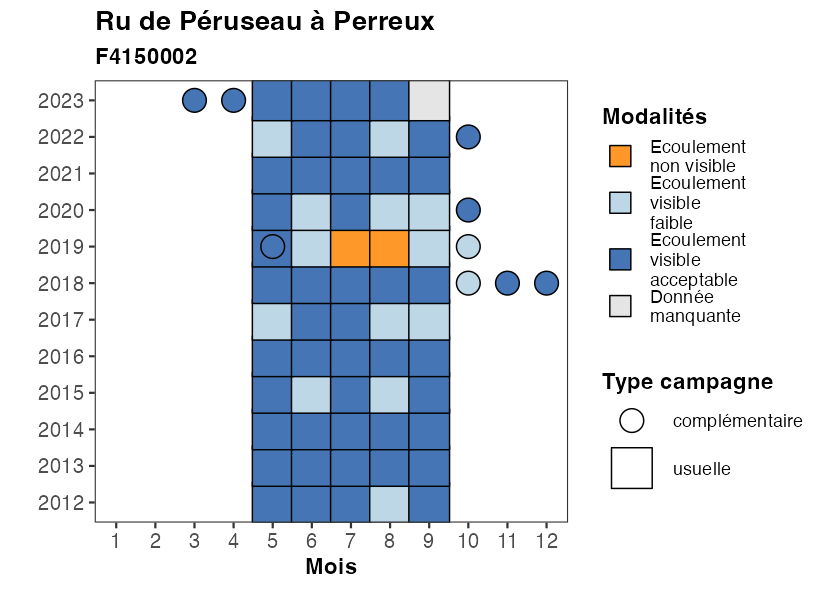 Ru de Péruseau à Perreux
F4150002
2023
2022
2021
2020
2019
2018
2017
2016
2015
2014
2013
2012
1 2 3 4 5 6 7 8 9 10 11 12
Mois
Modalités
Ecoulement
non visible
Ecoulement
visible
faible
Ecoulement
visible
acceptable
Donnée
manquante
Type campagne
complémentaire
usuelle